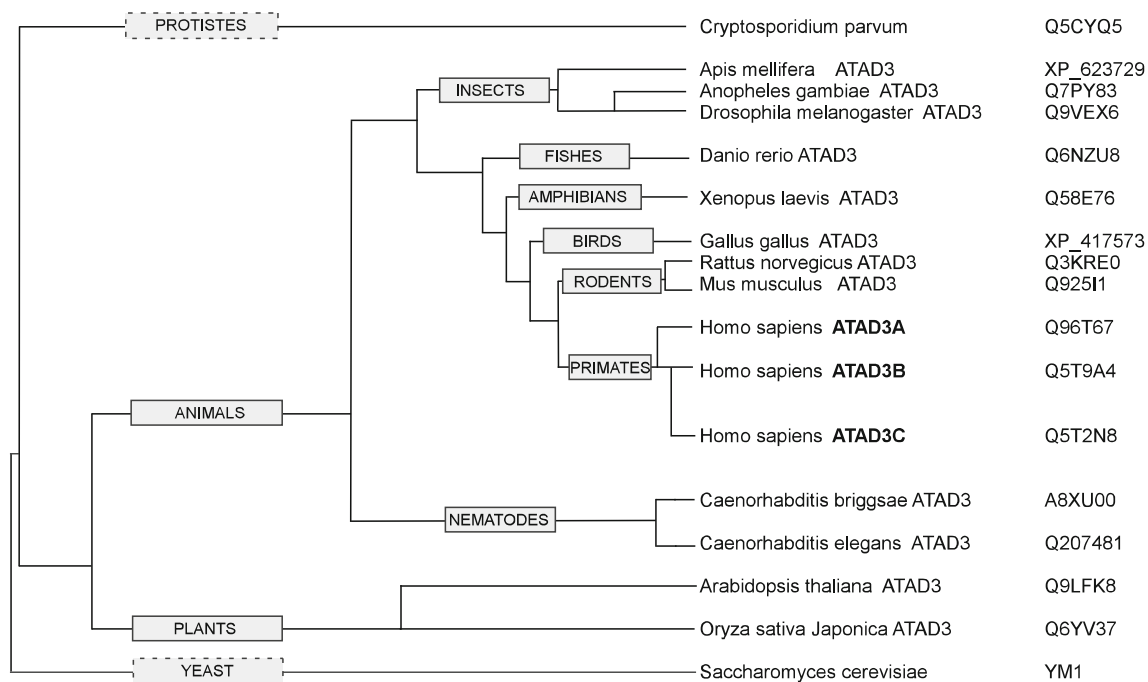 PROTISTES Cryptosporidium parvum Q5CYQ5
Apis mellifera ATAD3 XP_623729
INSECTS Anopheles gambiae ATAD3 Q7PY83
Drosophila melanogaster ATAD3 Q9VEX6
FISHES Danio rerio ATAD3 Q6NZU8
AMPHIBIANS Xenopus laevis ATAD3 Q58E76
BIRDS Gallus gallus ATAD3 XP_417573
Rattus norvegicus ATAD3 Q3KRE0
RODENTS Mus musculus ATAD3 Q925I1
Homo sapiens ATAD3A Q96T67
PRIMATES Homo sapiens ATAD3B Q5T9A4
ANIMALS
Homo sapiens ATAD3C Q5T2N8
Caenorhabditis briggsae ATAD3 A8XU00
NEMATODES
Caenorhabditis elegans ATAD3 Q207481
Arabidopsis thaliana ATAD3 Q9LFK8
PLANTS Oryza sativa Japonica ATAD3 Q6YV37
YEAST Saccharomyces cerevisiae YM1